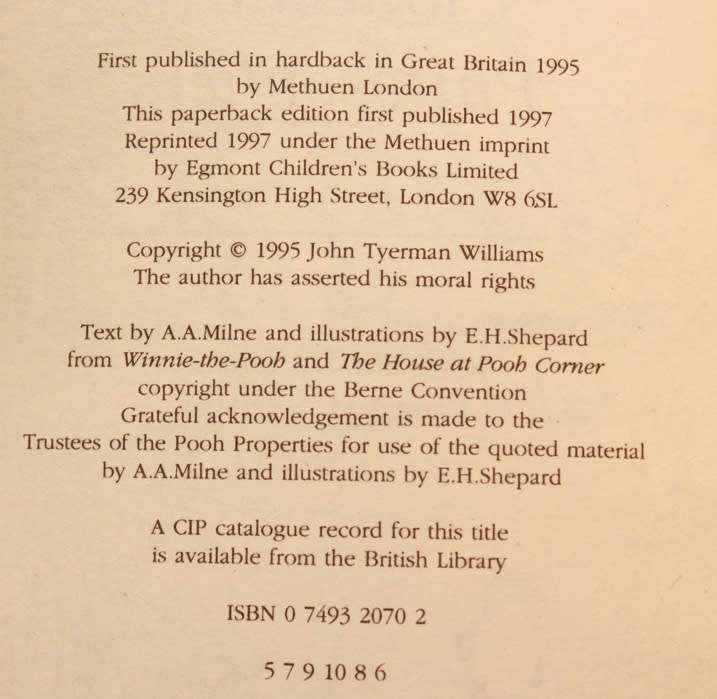 First published in hardback in Great Britain 1995
by Methuen London
This paperback edition first published 1997
Reprinted 1997 under the Methuen imprint
by Egmont Children's Books Limited
239 Kensington High Street, London W8 6SL
Copyright © 1995 John Tyerman Williams
The author has asserted his moral rights
Text by A.A.Milne and illustrations by E.H.Shepard
from Winnie-the-Pooh and The House at Pooh Corner
copyright under the Berne Convention
Grateful acknowledgement is made to the
Trustees of the Pooh Properties for use of the quoted material
by A.A.Milne and illustrations by E.H.Shepard
A CIP catalogue record for this title
is available from the British Library
ISBN 0 7493 2070 2
5 7 9 10 8 6